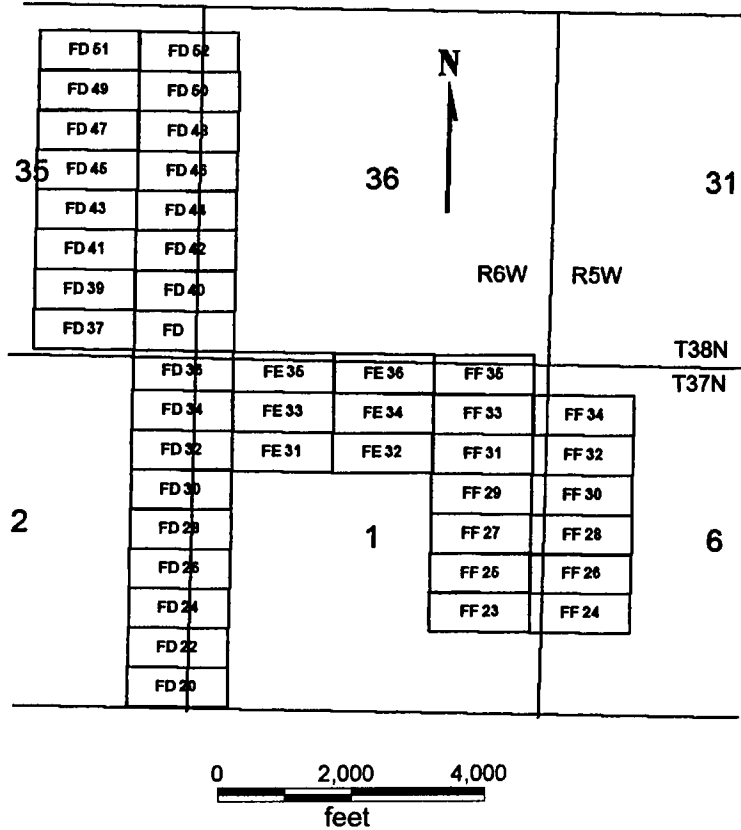 FD 51 FD 52
N
FD 49 FD 50
FD 47 FD 48
35 FD 45 FD 46 36 31
FD 43 FD 44
FD 41 FD 42
R6W R5W
FD 39 FD 40
FD 37 FD
T38N
FD 36 FE 35 FE 36 FF 35
T37N
FD 34 FE 33 FE 34 FF 33 FF 34
FD 32 FE 31 FE 32 FF 31 FF 32
FD 30 FF 29 FF 30
2 FD 28 1 FF 27 FF 28 6
FD 26 FF 25 FF 26
FD 24 FF 23 FF 24
FD 22
FD 20
0 2,000 4,000
feet